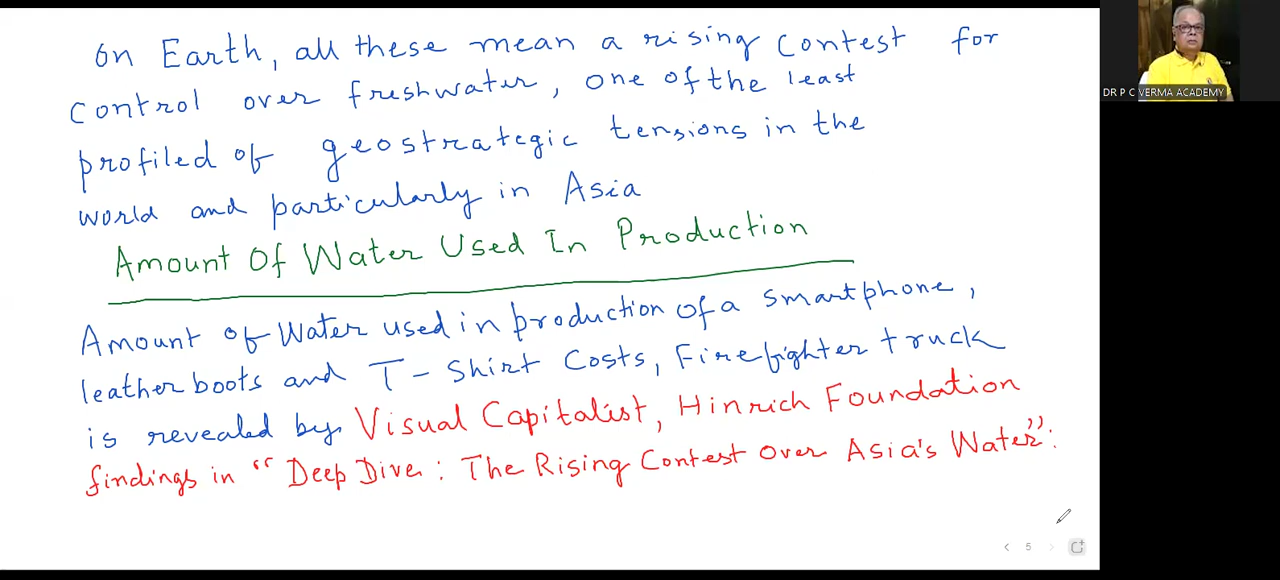 On Earth, all these mean a rising contest for
control over freshwater, one of the least
profiled of geostrategic tensions in the
world and particularly in Asia
Amount Of Water Used In Production
Amount of Water used in production of a smartphone,
leather boots and T-Shirt Costs, Firefighter truck
is revealed by Visual Capitalist, Hinrich Foundation
findings in "Deep Dive: The Rising Contest Over Asia's Water":
DR P C VERMA ACADEMY
5